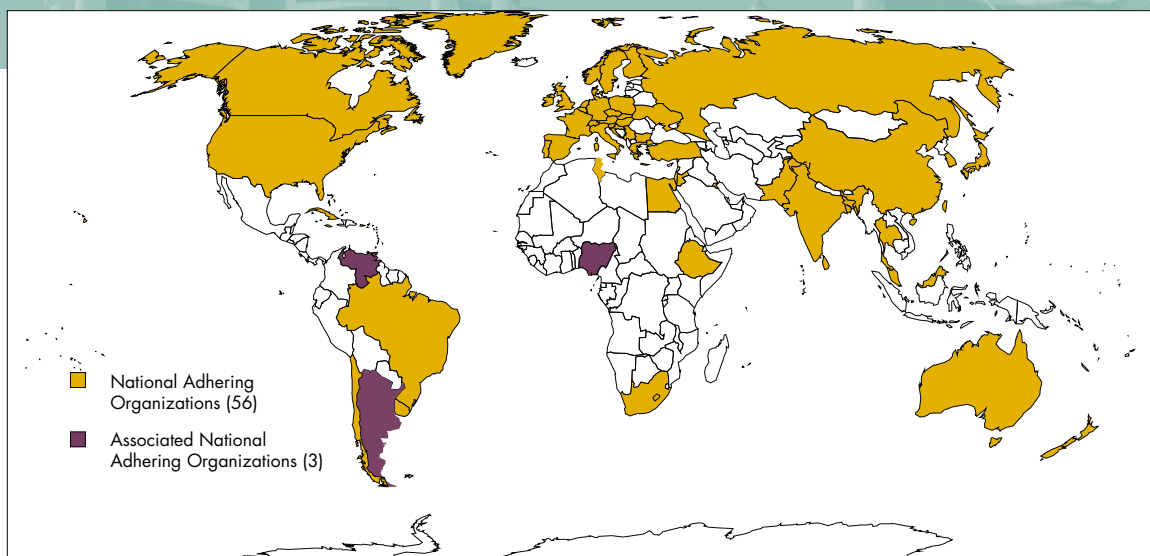 National Adhering
Organizations (56)
Associated National
Adhering Organizations (3)